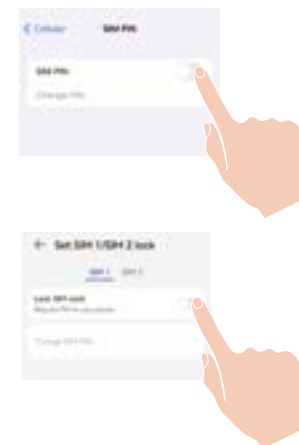 Cellular SIM PIN
SIM PIN
Change PIN
← Set SIM 1/SIM 2 lock
SIM 1 SIM 2
Lock SIM card
Change SIM PIN